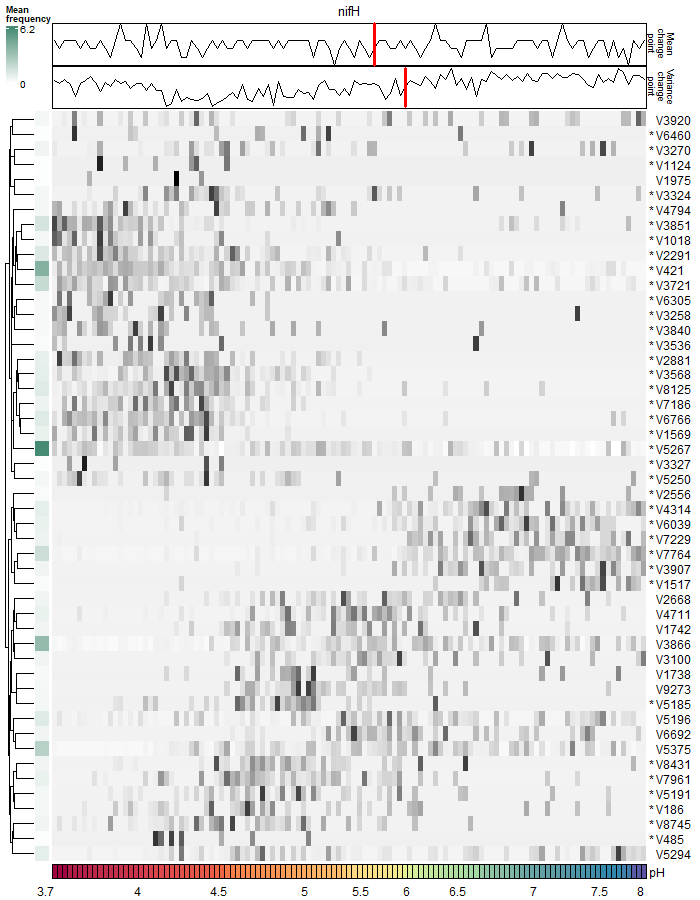 nifH
Mean
frequency
6.2
0
Mean
change
point
Variance
change
point
V3920
* V6460
* V3270
* V1124
V1975
* V3324
* V4794
* V3851
* V1018
* V2291
* V421
* V3721
* V6305
* V3258
* V3840
* V3536
* V2881
* V3568
* V8125
* V7186
* V6766
* V1569
* V5267
* V3327
* V5250
* V2556
* V4314
* V6039
* V7229
* V7764
* V3907
* V1517
V2668
V4711
V1742
V3866
V3100
V1738
V9273
* V5185
V5196
V6692
V5375
* V8431
* V7961
* V5191
* V186
* V8745
* V485
V5294
pH
3.7 4 4.5 5 5.5 6 6.5 7 7.5 8